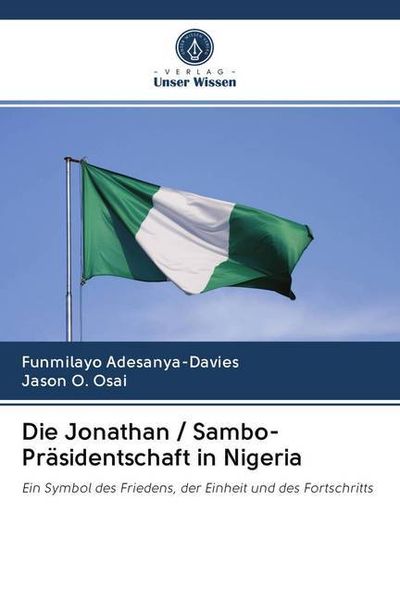 - VERLAG -
Unser Wissen
Funmilayo Adesanya-Davies
Jason O. Osai
Die Jonathan / Sambo-
Präsidentschaft in Nigeria
Ein Symbol des Friedens, der Einheit und des Fortschritts